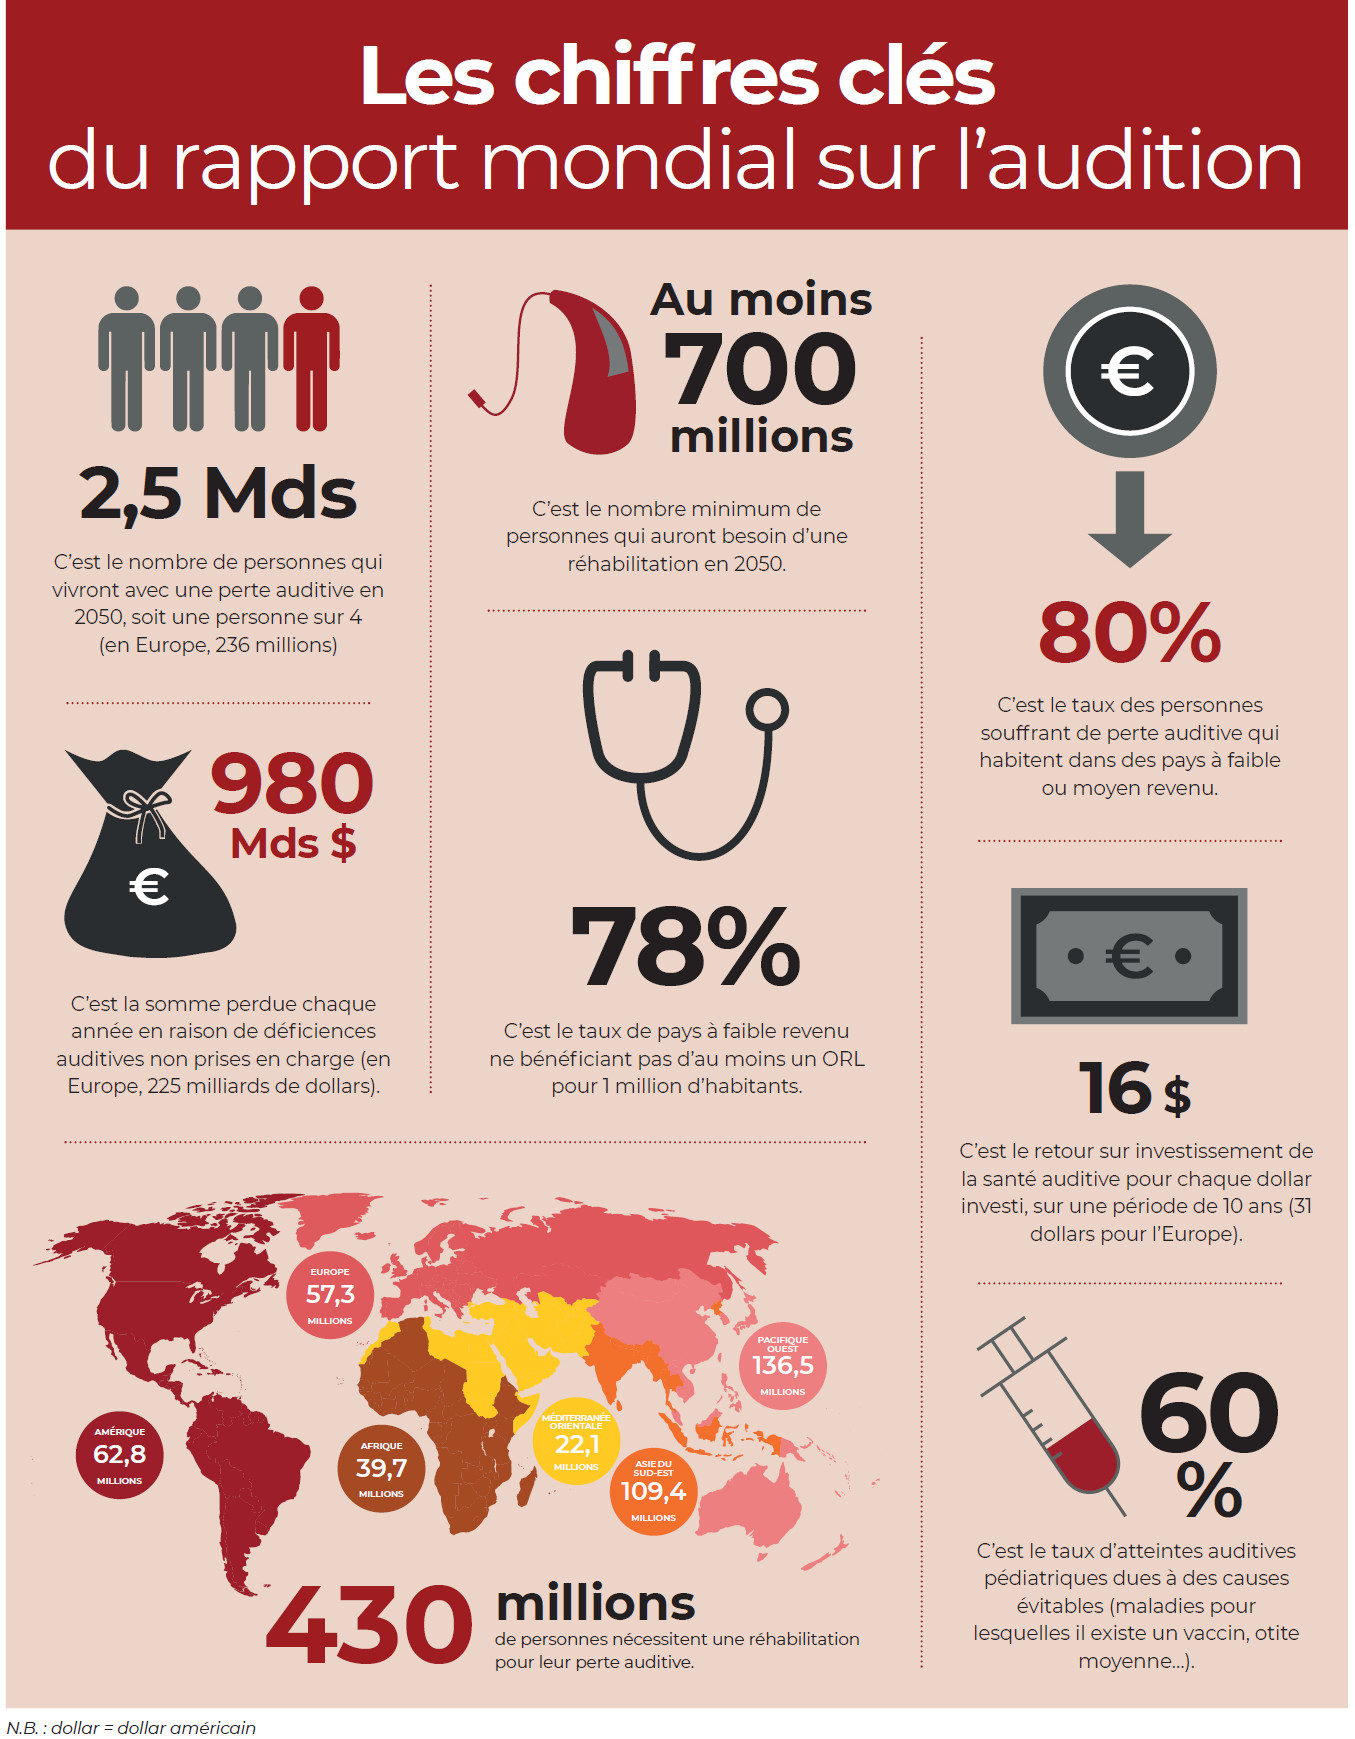 Les chiffres clés
du rapport mondial sur l'audition
2,5 Mds
C'est le nombre de personnes qui
vivront avec une perte auditive en
2050, soit une personne sur 4
(en Europe, 236 millions)
€
980
Mds $
C'est la somme perdue chaque
année en raison de déficiences
auditives non prises en charge (en
Europe, 225 milliards de dollars).
Au moins
700
millions
C'est le nombre minimum de
personnes qui auront besoin d'une
réhabilitation en 2050.
78%
C'est le taux de pays à faible revenu
ne bénéficiant pas d'au moins un ORL
pour 1 million d'habitants.
€
80%
C'est le taux des personnes
souffrant de perte auditive qui
habitent dans des pays à faible
ou moyen revenu.
€
16 $
C'est le retour sur investissement de
la santé auditive pour chaque dollar
investi, sur une période de 10 ans (31
dollars pour l'Europe).
60
%
C'est le taux d'atteintes auditives
pédiatriques dues à des causes
évitables (maladies pour
lesquelles il existe un vaccin, otite
moyenne...).
EUROPE
57,3
MILLIONS
PACIFIQUE
OUEST
136,5
MILLIONS
AMÉRIQUE
62,8
MILLIONS
AFRIQUE
39,7
MILLIONS
MÉDITERRANÉE
ORIENTALE
22,1
MILLIONS
ASIE DU
SUD-EST
109,4
MILLIONS
430 millions
de personnes nécessitent une réhabilitation
pour leur perte auditive.
N.B. : dollar = dollar américain